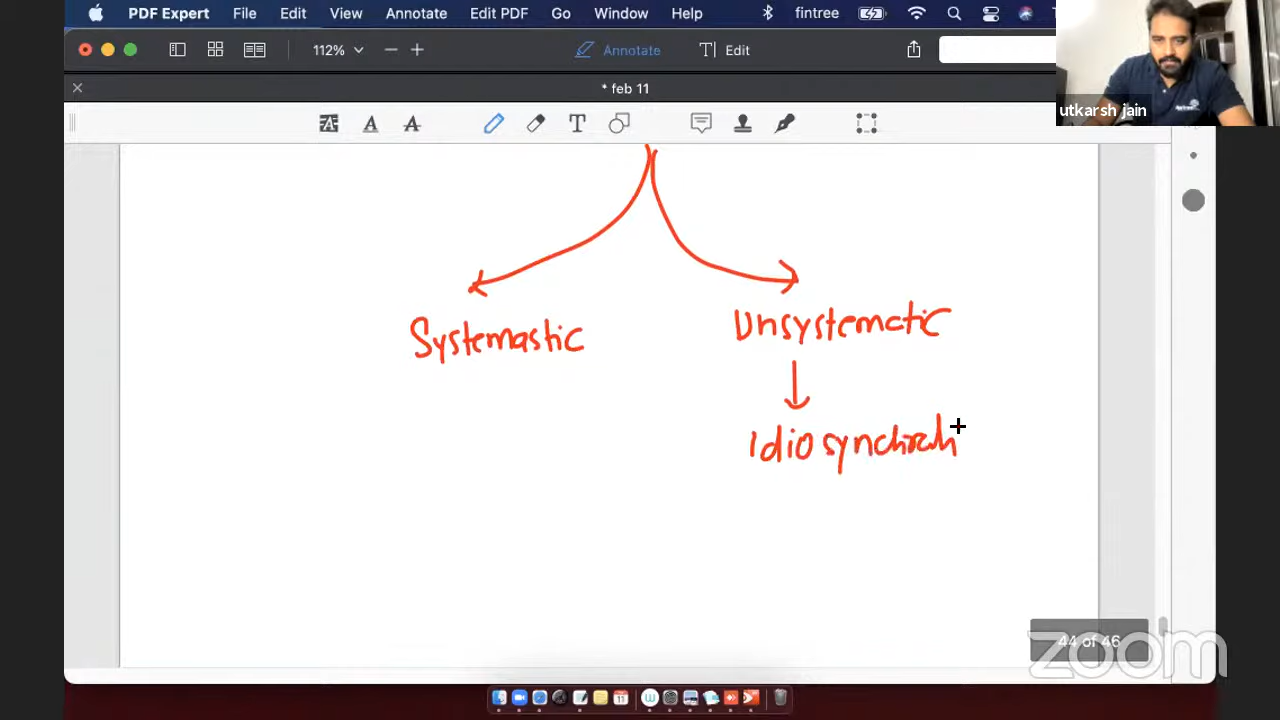 PDF Expert File Edit View Annotate Edit PDF Go Window Help fintree
112% Annotate T Edit
* feb 11
utkarsh jain
A A A T
Systemastic Unsystematic
Idiosynchrati
44 of 46
zoom